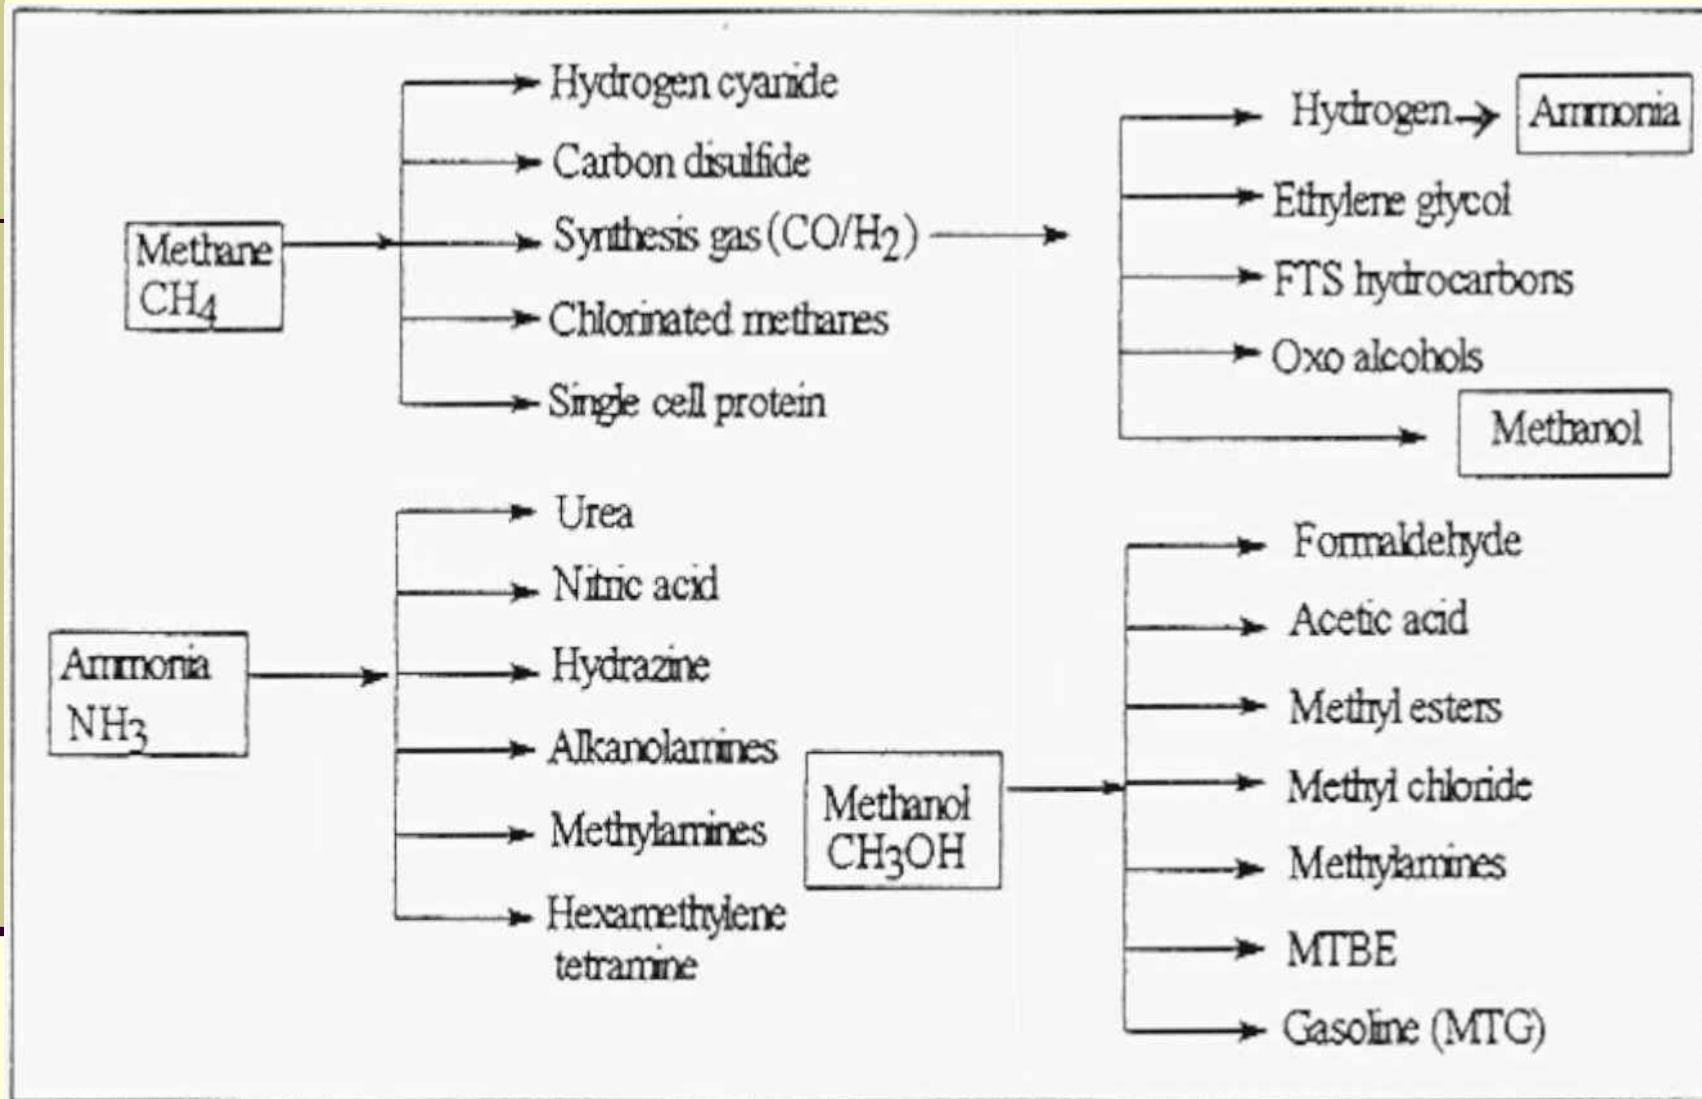 Methane
CH4
Hydrogen cyanide
Carbon disulfide
Synthesis gas (CO/H2)
Chlorinated methanes
Single cell protein
Hydrogen
Ammonia
Ethylene glycol
FTS hydrocarbons
Oxo alcohols
Methanol
Ammonia
NH3
Urea
Nitric acid
Hydrazine
Alkanolamines
Methylamines
Hexamethylene
tetramine
Methanol
CH3OH
Formaldehyde
Acetic acid
Methyl esters
Methyl chloride
Methylamines
MTBE
Gasoline (MTG)